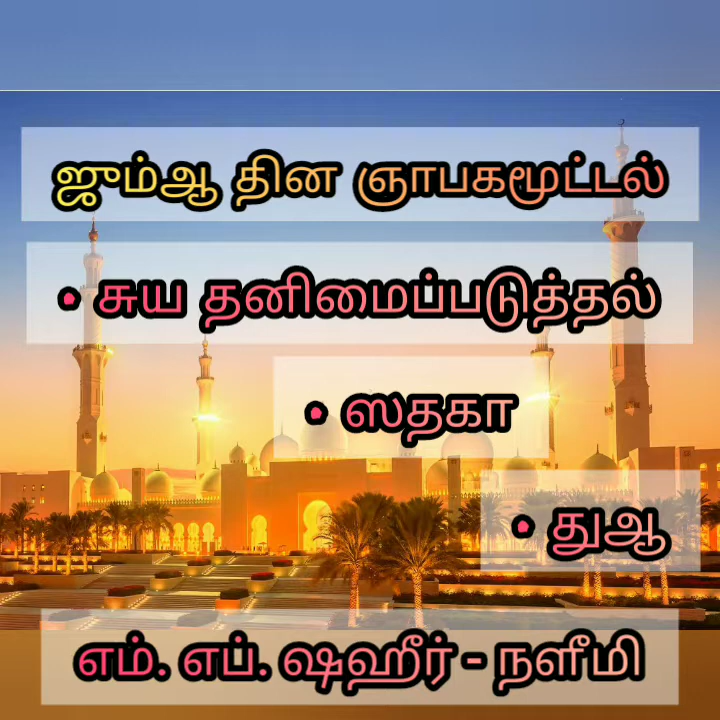 ஜும்ஆ தின ஞாபகமூட்டல்
• சுய தனிமைப்படுத்தல்
• ஸதகா
• துஆ
எம். எப். ஷஹீர் - நளீமி